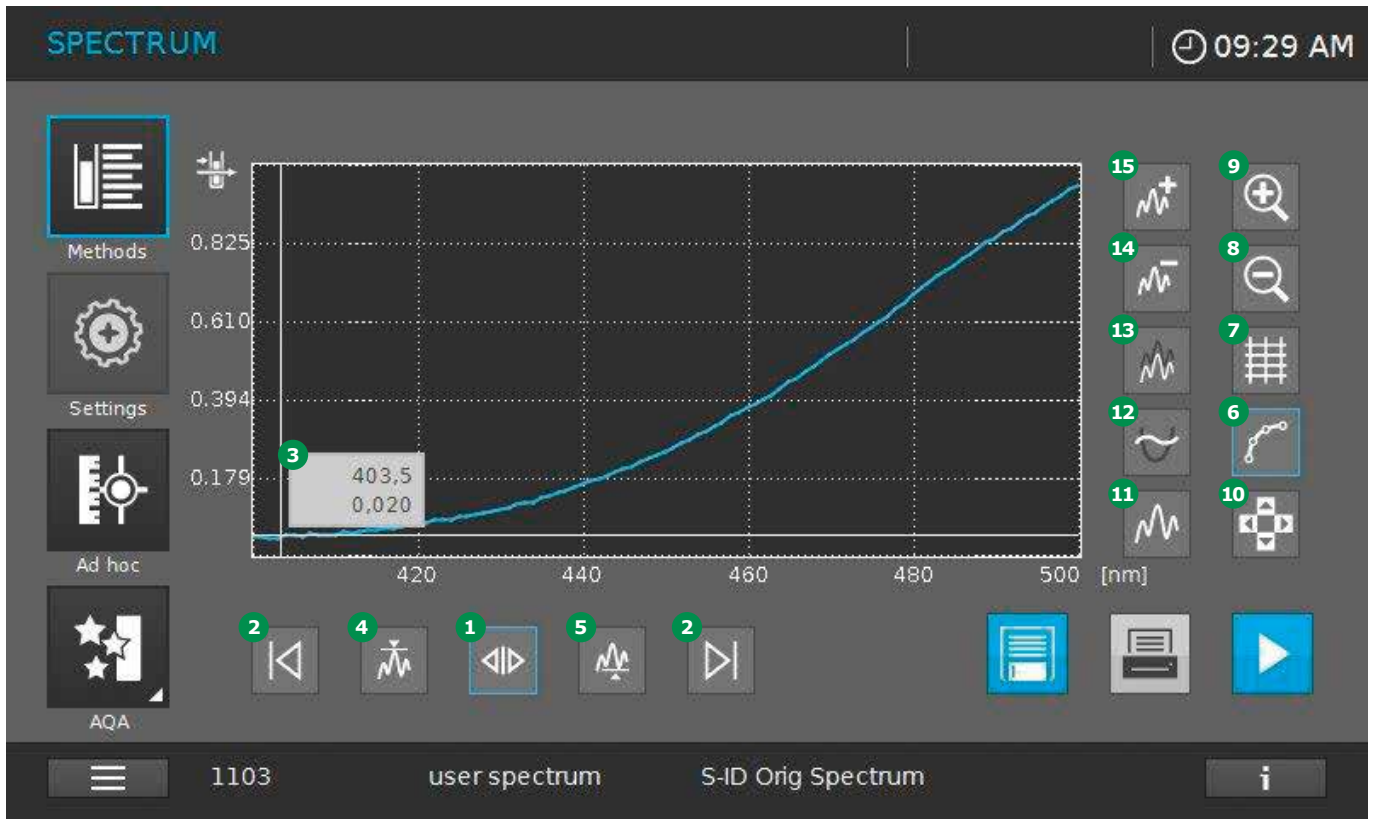 SPECTRUM
09:29 AM
Methods
Settings
Ad hoc
AQA
0.825
0.610
0.394
0.179
3
403,5
0,020
420 440 460 480 500 [nm]
15 9
14 8
13 7
12 6
11 10
2 4 1 5 2
1103 user spectrum S-ID Orig Spectrum i